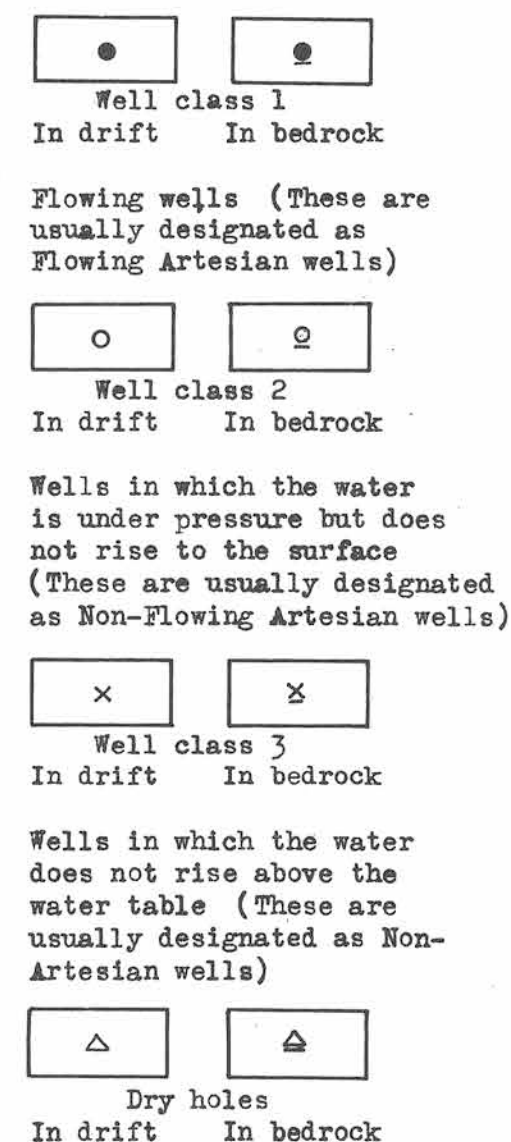 Well class 1
In drift In bedrock
Flowing wells (These are
usually designated as
Flowing Artesian wells)
Well class 2
In drift In bedrock
Wells in which the water
is under pressure but does
not rise to the surface
(These are usually designated
as Non-Flowing Artesian wells)
Well class 3
In drift In bedrock
Wells in which the water
does not rise above the
water table (These are
usually designated as Non-
Artesian wells)
Dry holes
In drift In bedrock